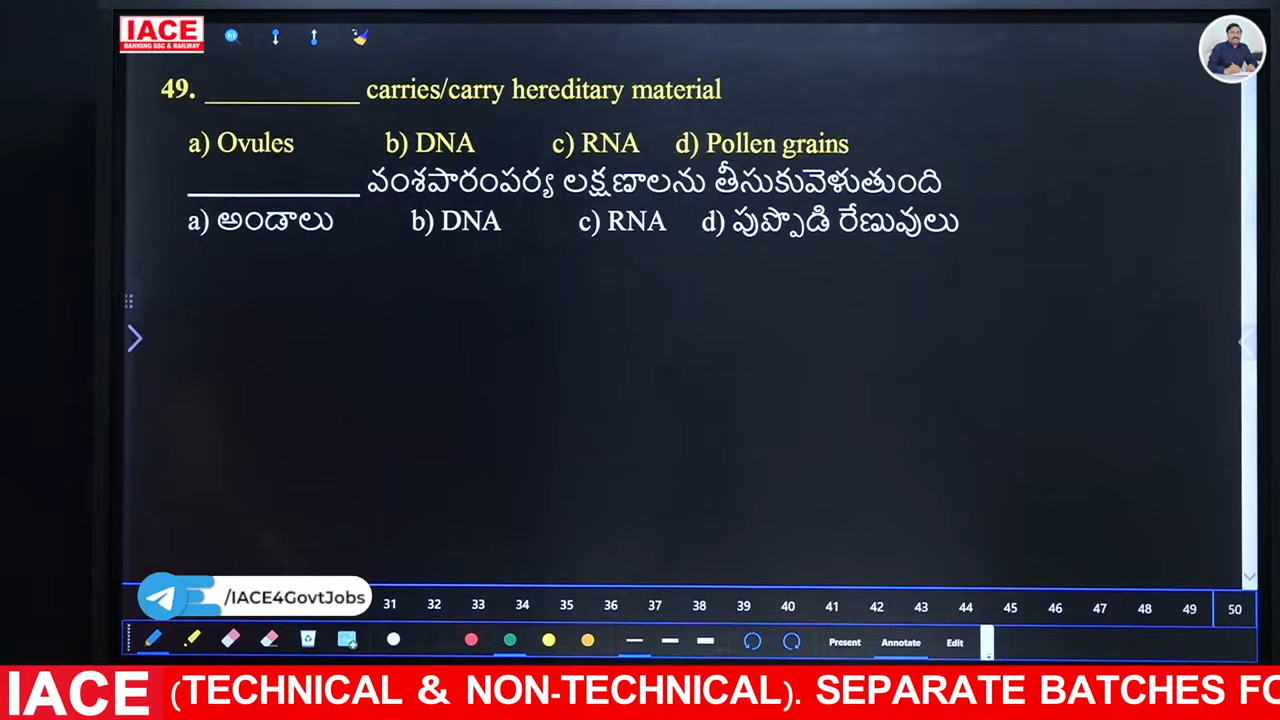 IACE
BANKING SSC & RAILWAY
49. ____________ carries/carry hereditary material
a) Ovules b) DNA c) RNA d) Pollen grains
____________ వంశపారంపర్య లక్షణాలను తీసుకువెళుతుంది
a) అండాలు b) DNA c) RNA d) పుప్పొడి రేణువులు
/IACE4GovtJobs
31 32 33 34 35 36 37 38 39 40 41 42 43 44 45 46 47 48 49 50
Present Annotate Edit
IACE (TECHNICAL & NON-TECHNICAL). SEPARATE BATCHES FO